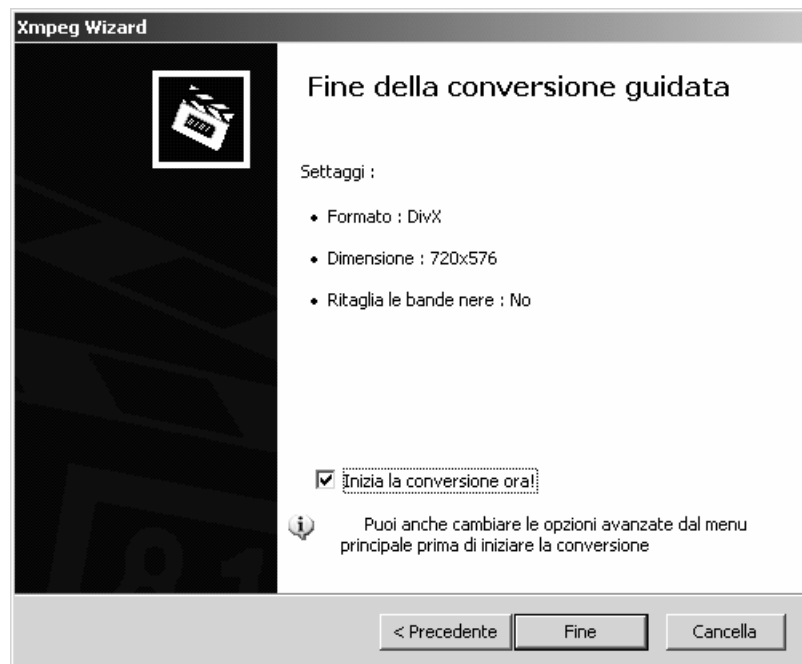 Xmpeg Wizard
Fine della conversione guidata
Settaggi :
• Formato : DivX
• Dimensione : 720x576
• Ritaglia le bande nere : No
Inizia la conversione ora!
Puoi anche cambiare le opzioni avanzate dal menu
principale prima di iniziare la conversione
< Precedente Fine Cancella